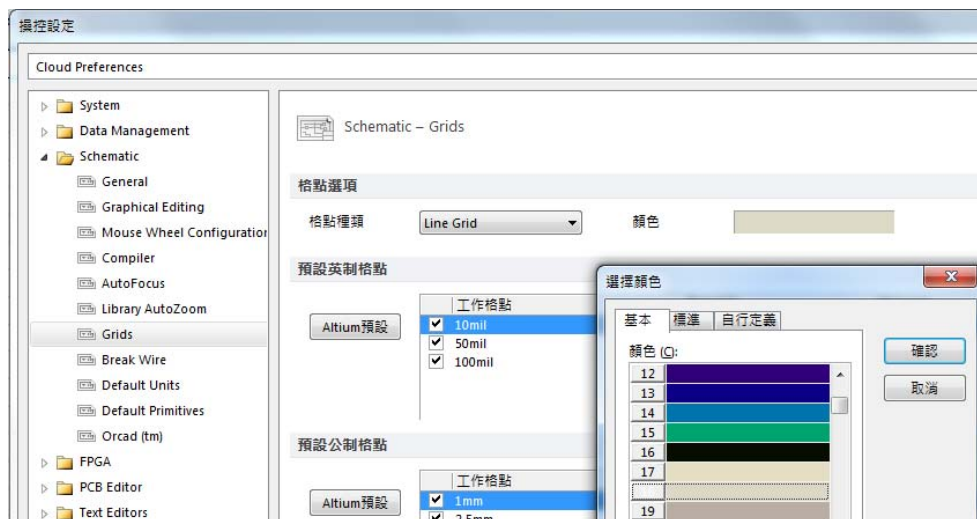 操控設定
Cloud Preferences
System
Data Management
Schematic
General
Graphical Editing
Mouse Wheel Configuration
Compiler
AutoFocus
Library AutoZoom
Grids
Break Wire
Default Units
Default Primitives
Orcad (tm)
FPGA
PCB Editor
Text Editors
Schematic – Grids
格點選項
格點種類 Line Grid 顏色
預設英制格點
Altium預設
工作格點
10mil
50mil
100mil
預設公制格點
Altium預設
工作格點
1mm
2.5mm
選擇顏色
基本 標準 自行定義
顏色 (C):
12
13
14
15
16
17
19
確認
取消